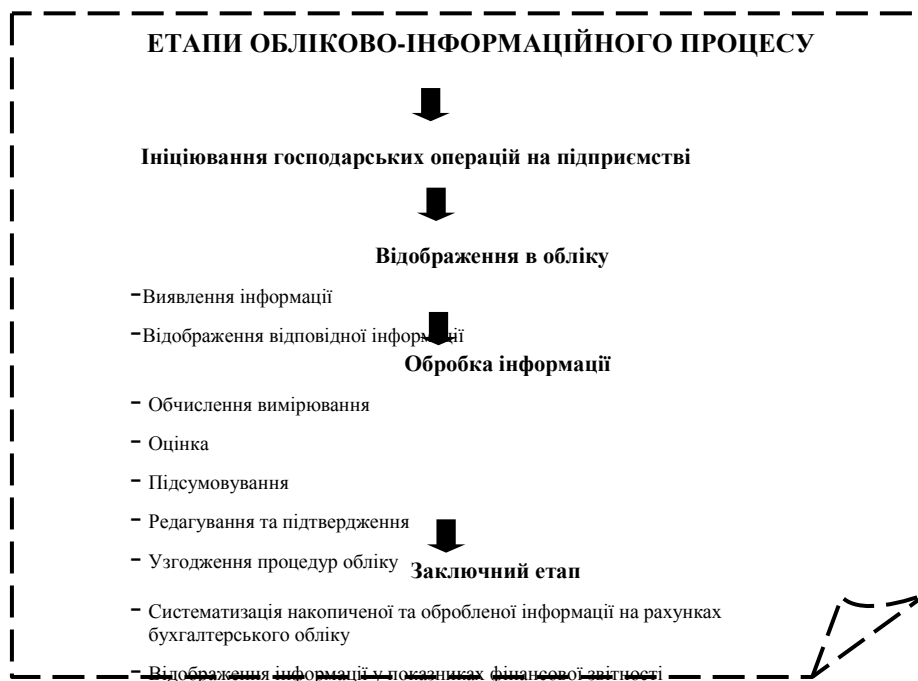 ЕТАПИ ОБЛІКОВО-ІНФОРМАЦІЙНОГО ПРОЦЕСУ
Ініціювання господарських операцій на підприємстві
Відображення в обліку
-Виявлення інформації
-Відображення відповідної інформації
Обробка інформації
- Обчислення вимірювання
- Оцінка
- Підсумовування
- Редагування та підтвердження
- Узгодження процедур обліку
Заключний етап
- Систематизація накопиченої та обробленої інформації на рахунках
бухгалтерського обліку
- Відображення інформації у показниках фінансової звітності